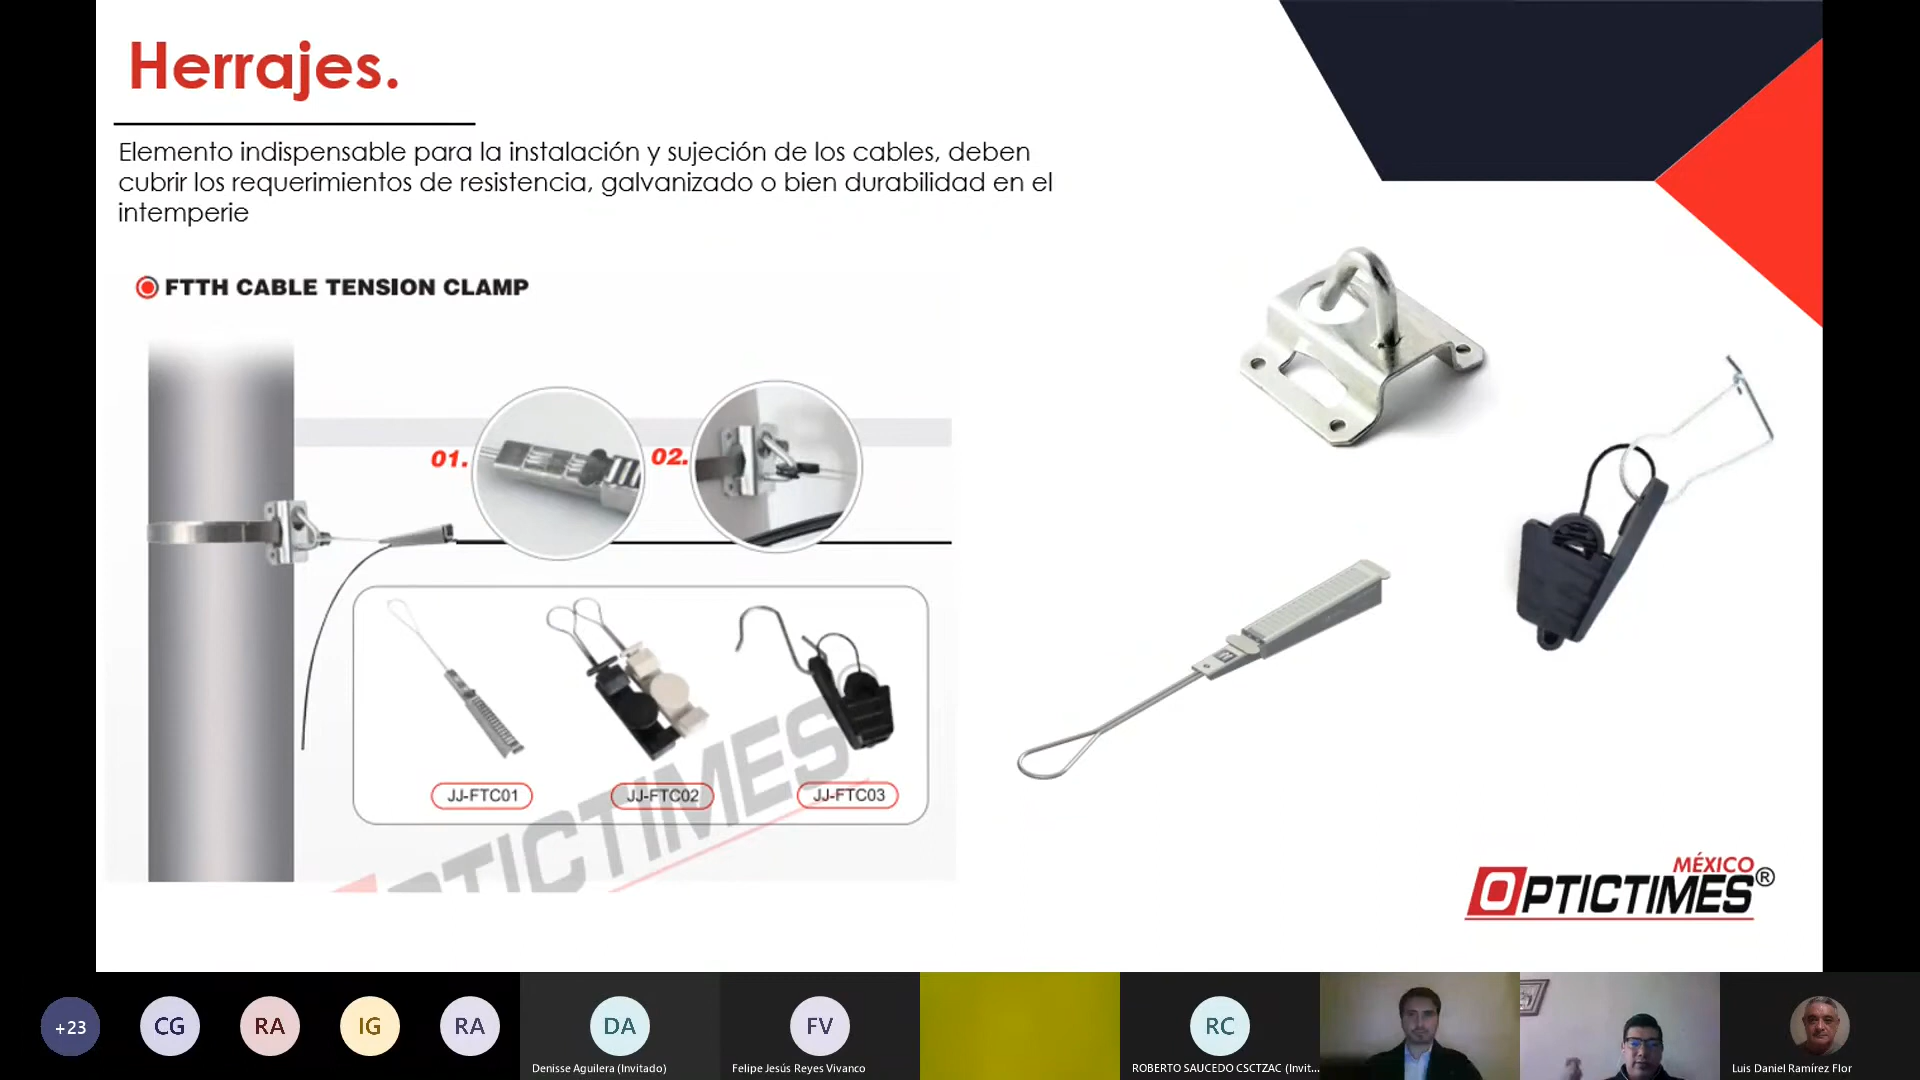 Herrajes.
Elemento indispensable para la instalación y sujeción de los cables, deben
cubrir los requerimientos de resistencia, galvanizado o bien durabilidad en el
intemperie
FTTH CABLE TENSION CLAMP
01.
02.
JJ-FTC01
JJ-FTC02
JJ-FTC03
OPTICTIMES
MÉXICO
OPTICTIMES®
+23
CG
RA
IG
RA
DA
FV
RC
Denisse Aguilera (Invitado)
Felipe Jesús Reyes Vivanco
ROBERTO SAUCEDO CSCTZAC (Invit...
Luis Daniel Ramírez Flor